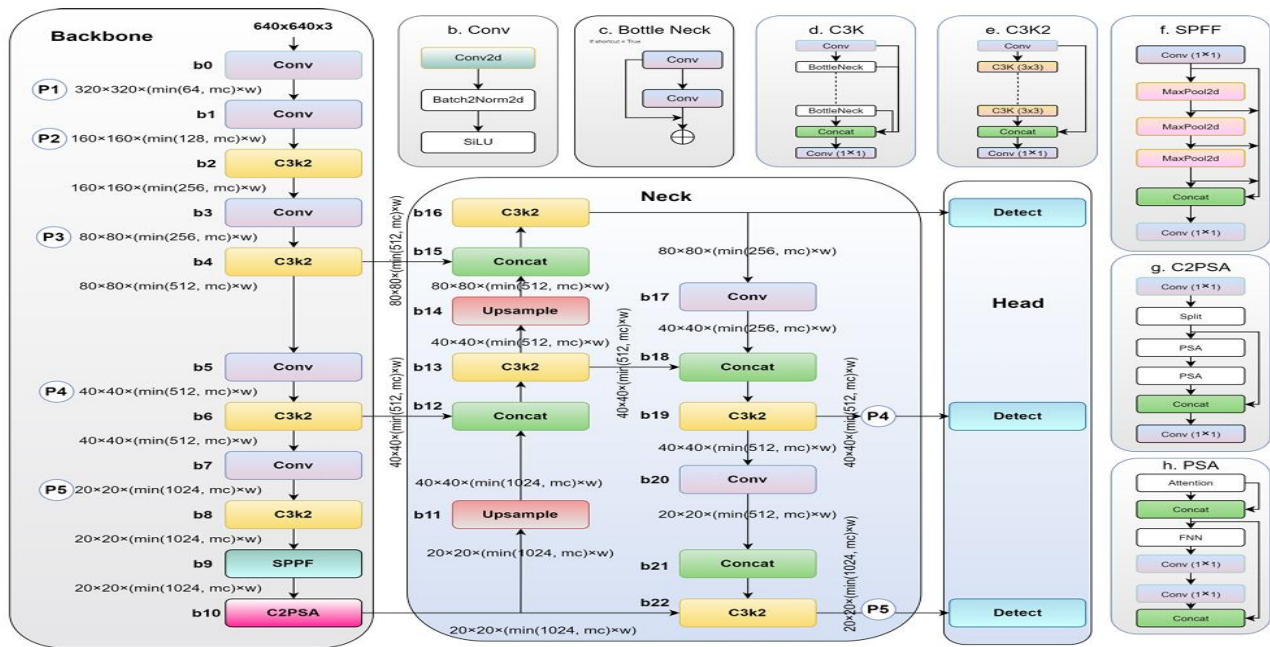 Backbone
640x640x3
b0
Conv
P1
320×320×(min(64, mc)×w)
b1
Conv
P2
160×160×(min(128, mc)×w)
b2
C3k2
160×160×(min(256, mc)×w)
b3
Conv
P3
80×80×(min(256, mc)×w)
b4
C3k2
80×80×(min(512, mc)×w)
b5
Conv
P4
40×40×(min(512, mc)×w)
b6
C3k2
40×40×(min(512, mc)×w)
b7
Conv
P5
20×20×(min(1024, mc)×w)
b8
C3k2
20×20×(min(1024, mc)×w)
b9
SPPF
20×20×(min(1024, mc)×w)
b10
C2PSA
b. Conv
Conv2d
Batch2Norm2d
SiLU
c. Bottle Neck
If shortcut = True
Conv
Conv
d. C3K
Conv
BottleNeck
BottleNeck
Concat
Conv (1×1)
e. C3K2
Conv
C3K (3x3)
C3K (3x3)
Concat
Conv (1×1)
f. SPFF
Conv (1×1)
MaxPool2d
MaxPool2d
MaxPool2d
Concat
Conv (1×1)
Neck
80×80×(min(512, mc)×w)
b16
C3k2
b15
Concat
80×80×(min(512, mc)×w)
b14
Upsample
40×40×(min(512, mc)×w)
b13
C3k2
40×40×(min(512, mc)×w)
b12
Concat
40×40×(min(1024, mc)×w)
b11
Upsample
20×20×(min(1024, mc)×w)
80×80×(min(256, mc)×w)
b17
Conv
40×40×(min(256, mc)×w)
40×40×(min(512, mc)×w)
b18
Concat
b19
C3k2
40×40×(min(512, mc)×w)
P4
40×40×(min(512, mc)×w)
b20
Conv
20×20×(min(512, mc)×w)
b21
Concat
b22
C3k2
20×20×(min(1024, mc)×w)
P5
20×20×(min(1024, mc)×w)
Head
Detect
Detect
Detect
g. C2PSA
Conv (1×1)
Split
PSA
PSA
Concat
Conv (1×1)
h. PSA
Attention
Concat
FNN
Conv (1×1)
Conv (1×1)
Concat